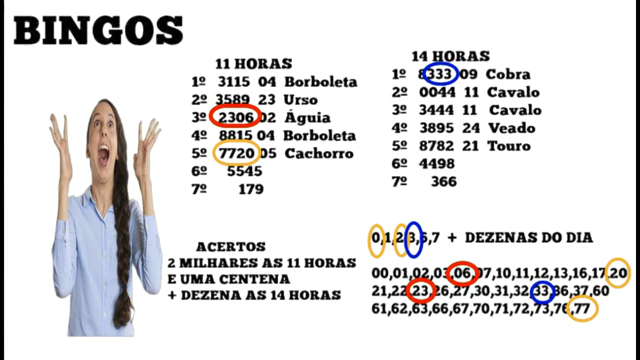 BINGOS
11 HORAS
1º 3115 04 Borboleta
2º 3589 23 Urso
3º 2306 02 Águia
4º 8815 04 Borboleta
5º 7720 05 Cachorro
6º 5545
7º 179
14 HORAS
1º 8333 09 Cobra
2º 0044 11 Cavalo
3º 3444 11 Cavalo
4º 3895 24 Veado
5º 8782 21 Touro
6º 4498
7º 366
ACERTOS
2 MILHARES AS 11 HORAS
E UMA CENTENA
+ DEZENA AS 14 HORAS
0,1,2,3,6,7 + DEZENAS DO DIA
00,01,02,03,06,07,10,11,12,13,16,17,20
21,22,23,26,27,30,31,32,33,36,37,60
61,62,63,66,67,70,71,72,73,76,77